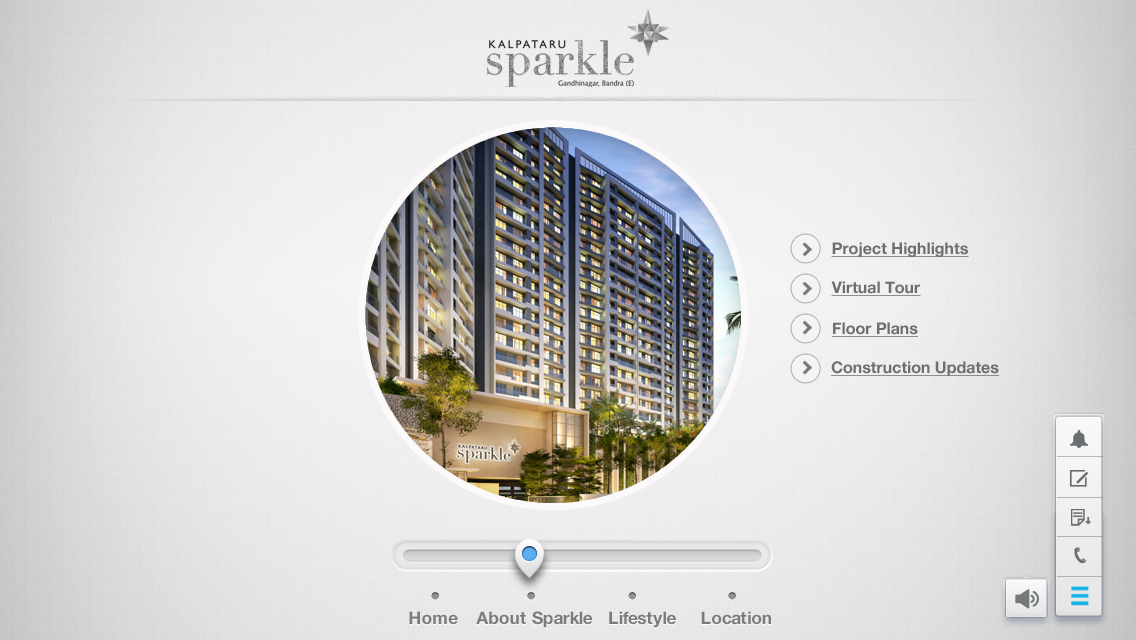 KALPATARU
sparkle
Gandhinagar, Bandra (E)
Project Highlights
Virtual Tour
Floor Plans
Construction Updates
KALPATARU
sparkle
Home
About Sparkle
Lifestyle
Location